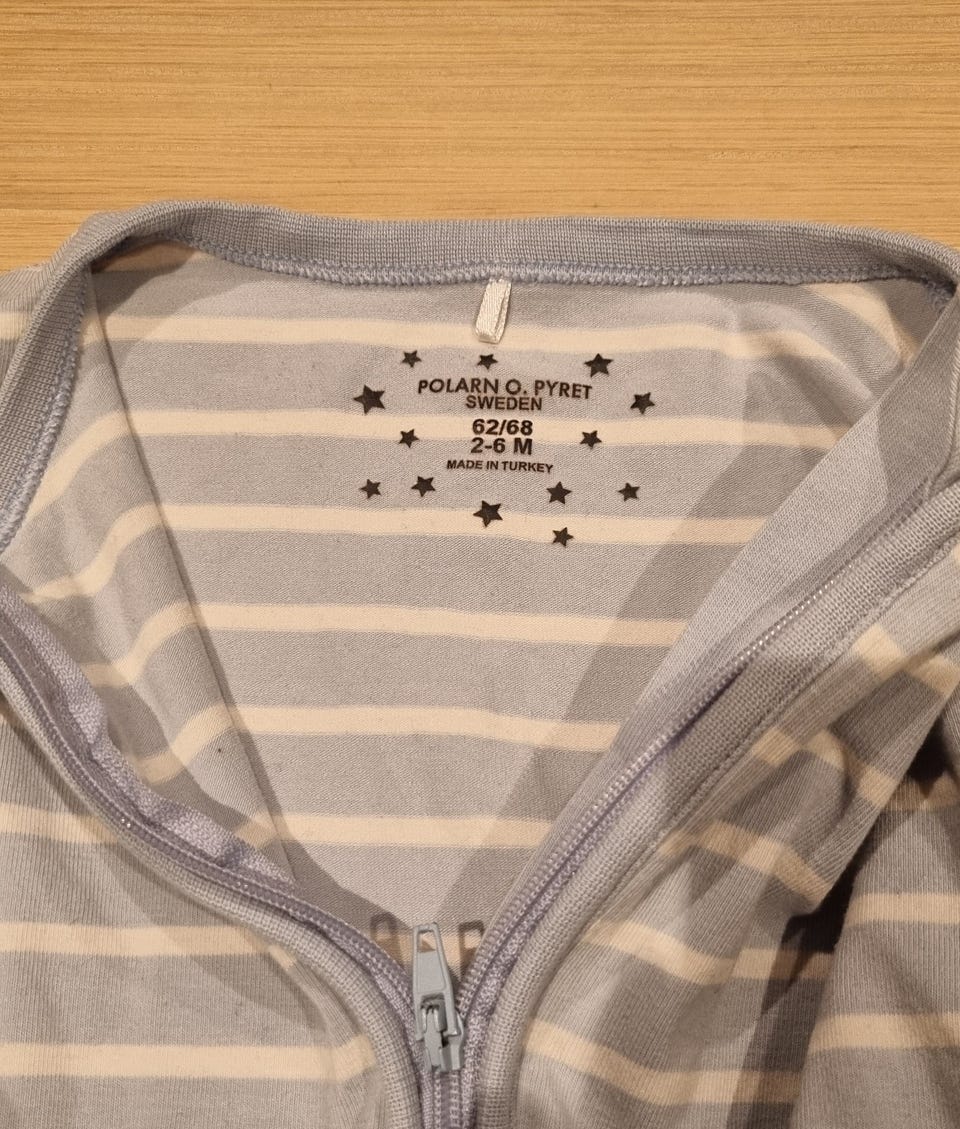 POLARN O. PYRET
SWEDEN
62/68
2-6 M
MADE IN TURKEY